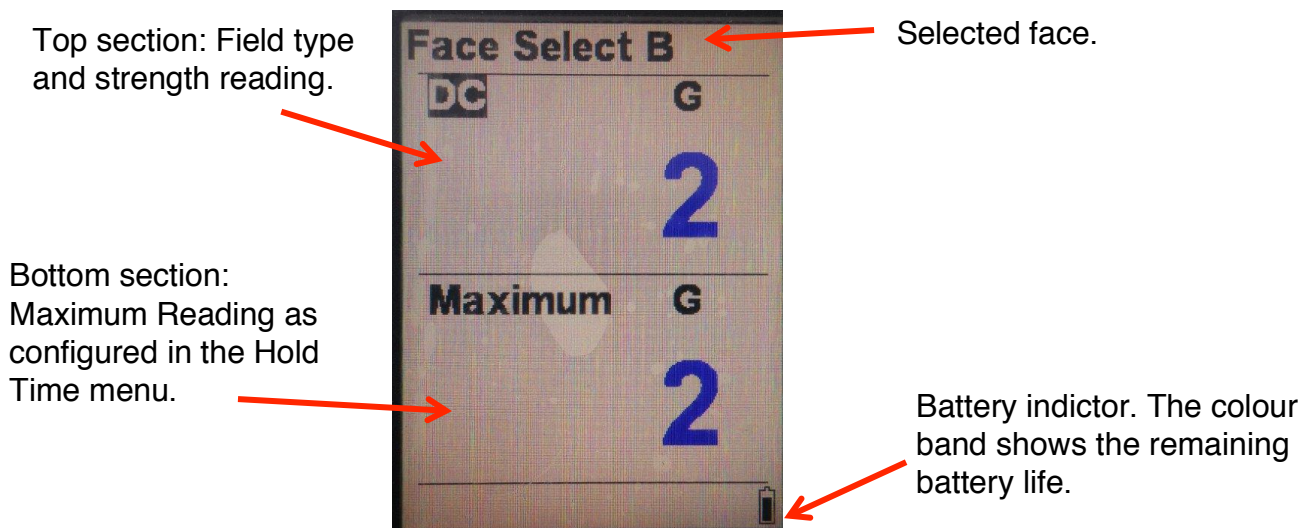 Top section: Field type
and strength reading.
Face Select B
Selected face.
DC G
2
Bottom section:
Maximum Reading as
configured in the Hold
Time menu.
Maximum G
2
Battery indictor. The colour
band shows the remaining
battery life.